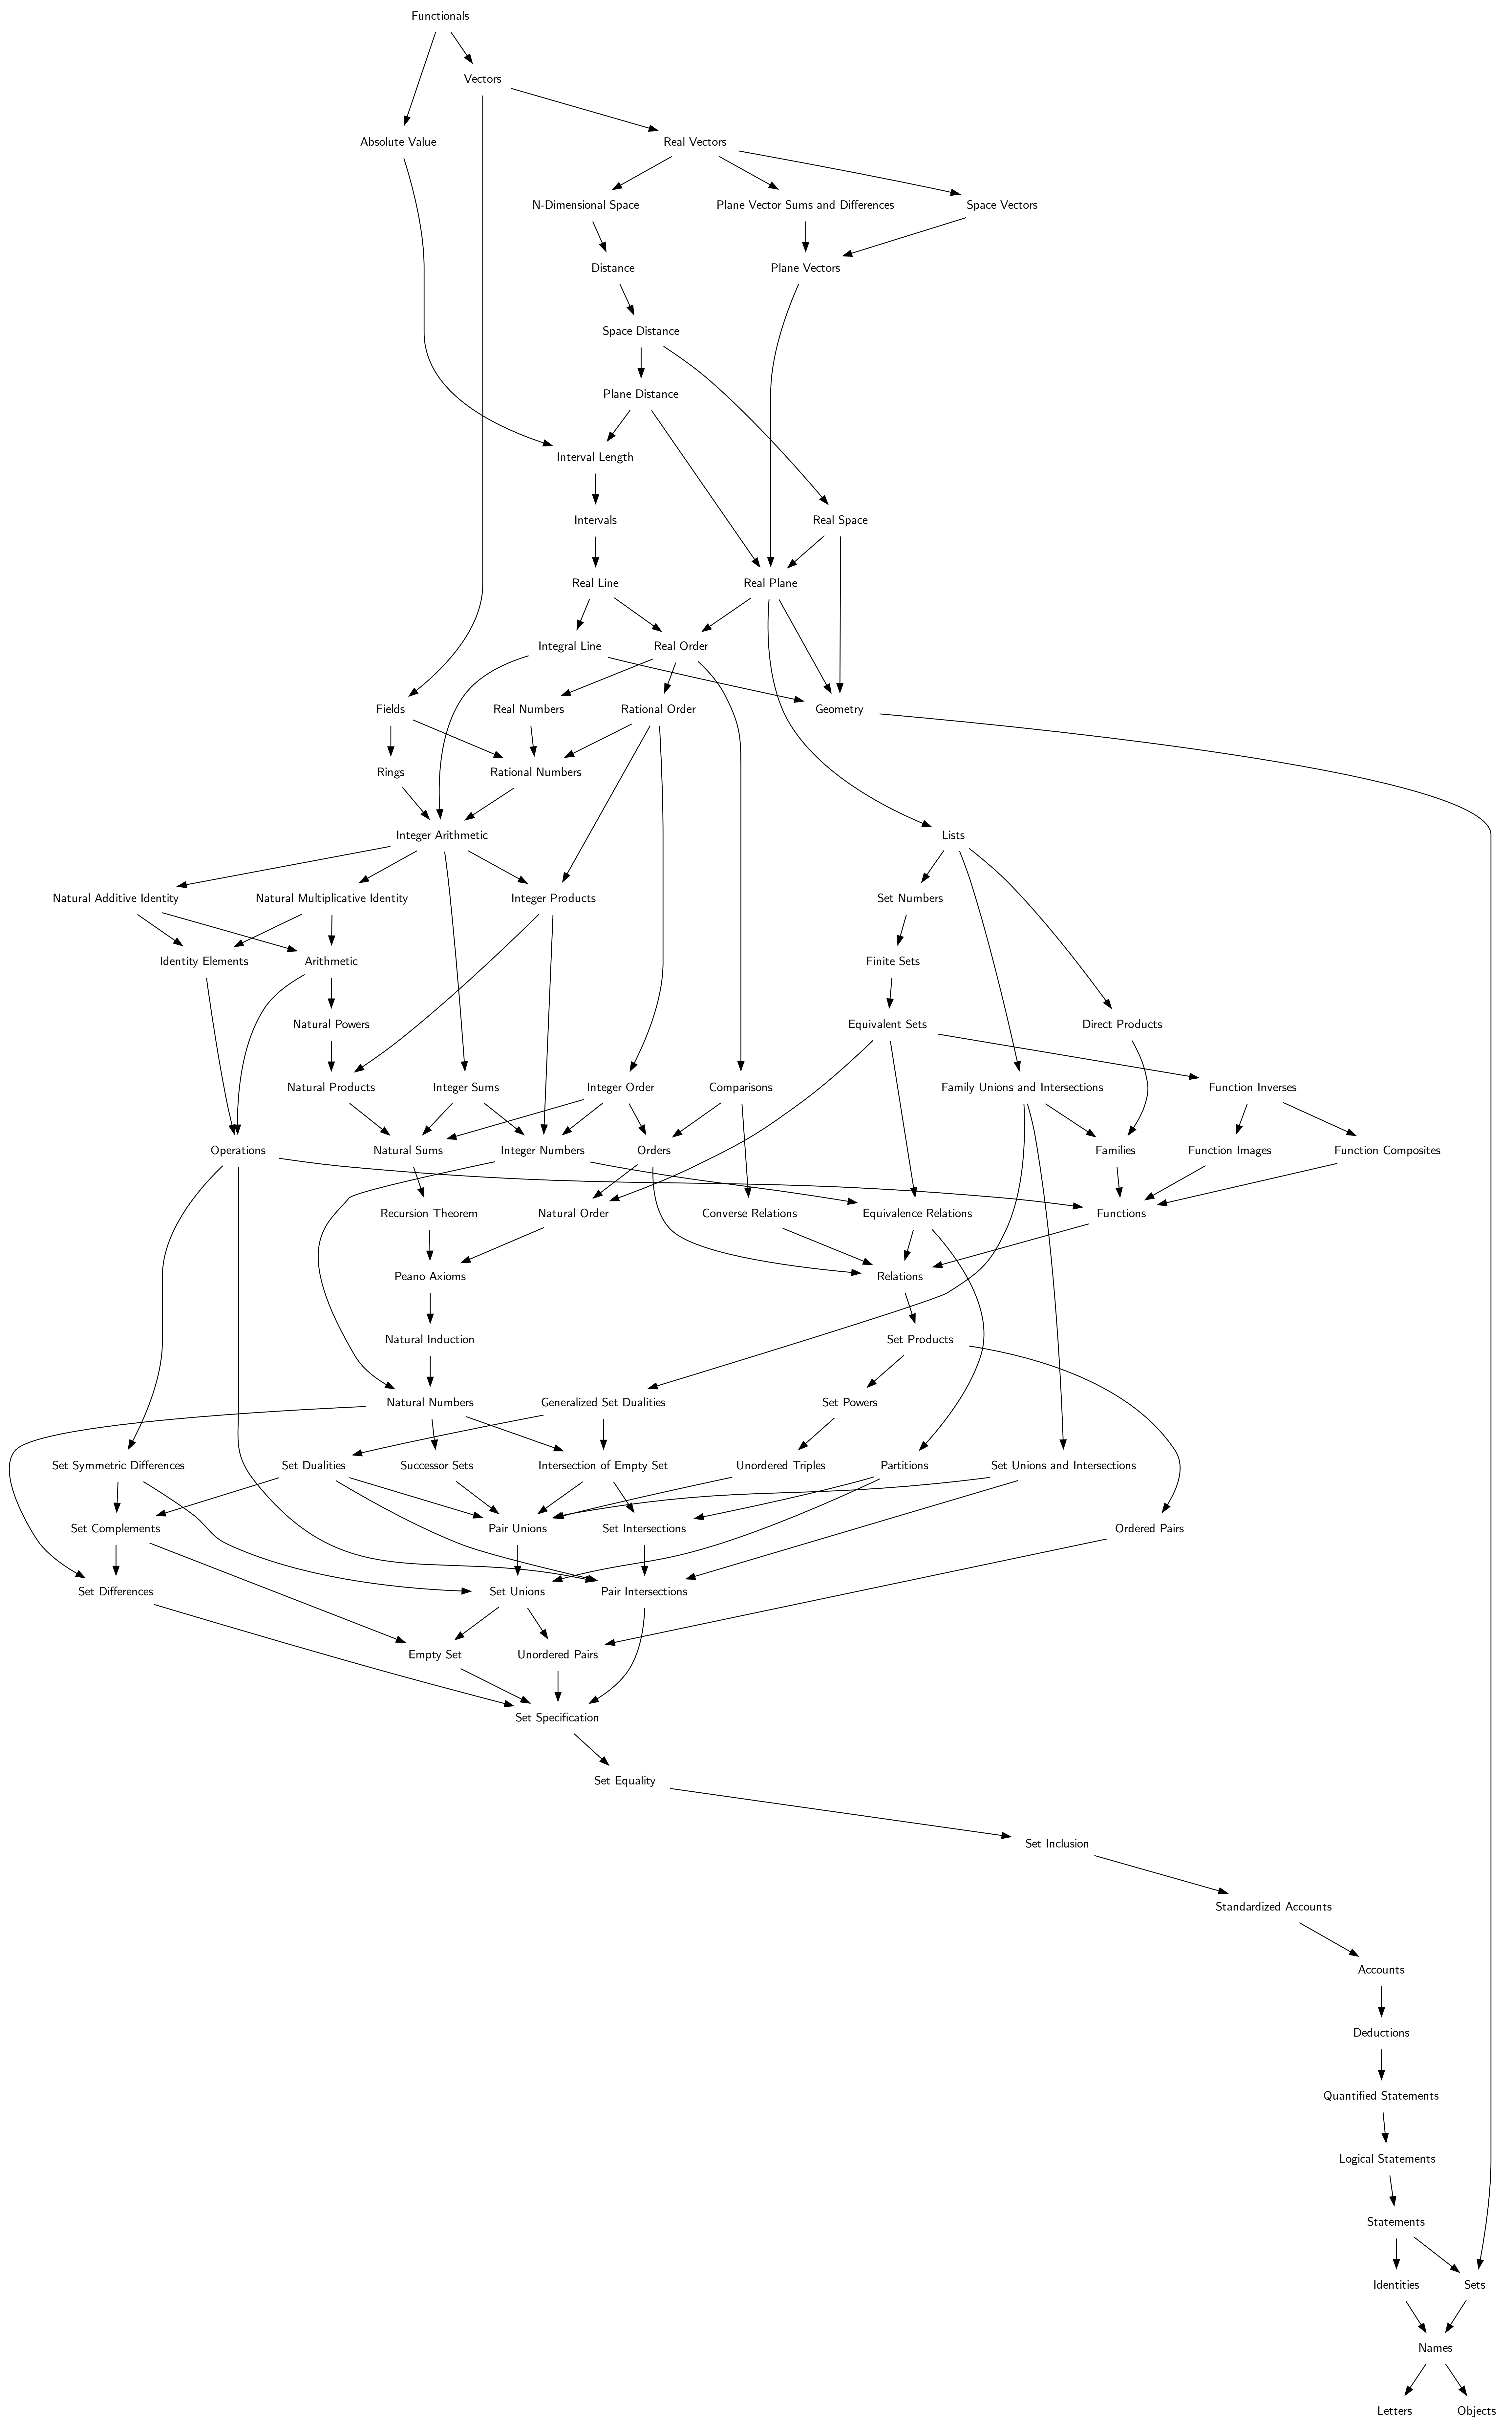 Functionals
Vectors
Absolute Value
Real Vectors
N-Dimensional Space
Plane Vector Sums and Differences
Space Vectors
Distance
Plane Vectors
Space Distance
Plane Distance
Interval Length
Intervals
Real Space
Real Line
Real Plane
Integral Line
Real Order
Fields
Real Numbers
Rational Order
Geometry
Rings
Rational Numbers
Integer Arithmetic
Lists
Natural Additive Identity
Natural Multiplicative Identity
Integer Products
Set Numbers
Identity Elements
Arithmetic
Finite Sets
Natural Powers
Equivalent Sets
Direct Products
Natural Products
Integer Sums
Integer Order
Comparisons
Family Unions and Intersections
Function Inverses
Operations
Natural Sums
Integer Numbers
Orders
Families
Function Images
Function Composites
Recursion Theorem
Natural Order
Converse Relations
Equivalence Relations
Functions
Peano Axioms
Relations
Natural Induction
Set Products
Natural Numbers
Generalized Set Dualities
Set Powers
Set Symmetric Differences
Set Dualities
Successor Sets
Intersection of Empty Set
Unordered Triples
Partitions
Set Unions and Intersections
Set Complements
Pair Unions
Set Intersections
Ordered Pairs
Set Differences
Set Unions
Pair Intersections
Empty Set
Unordered Pairs
Set Specification
Set Equality
Set Inclusion
Standardized Accounts
Accounts
Deductions
Quantified Statements
Logical Statements
Statements
Identities
Sets
Names
Letters
Objects